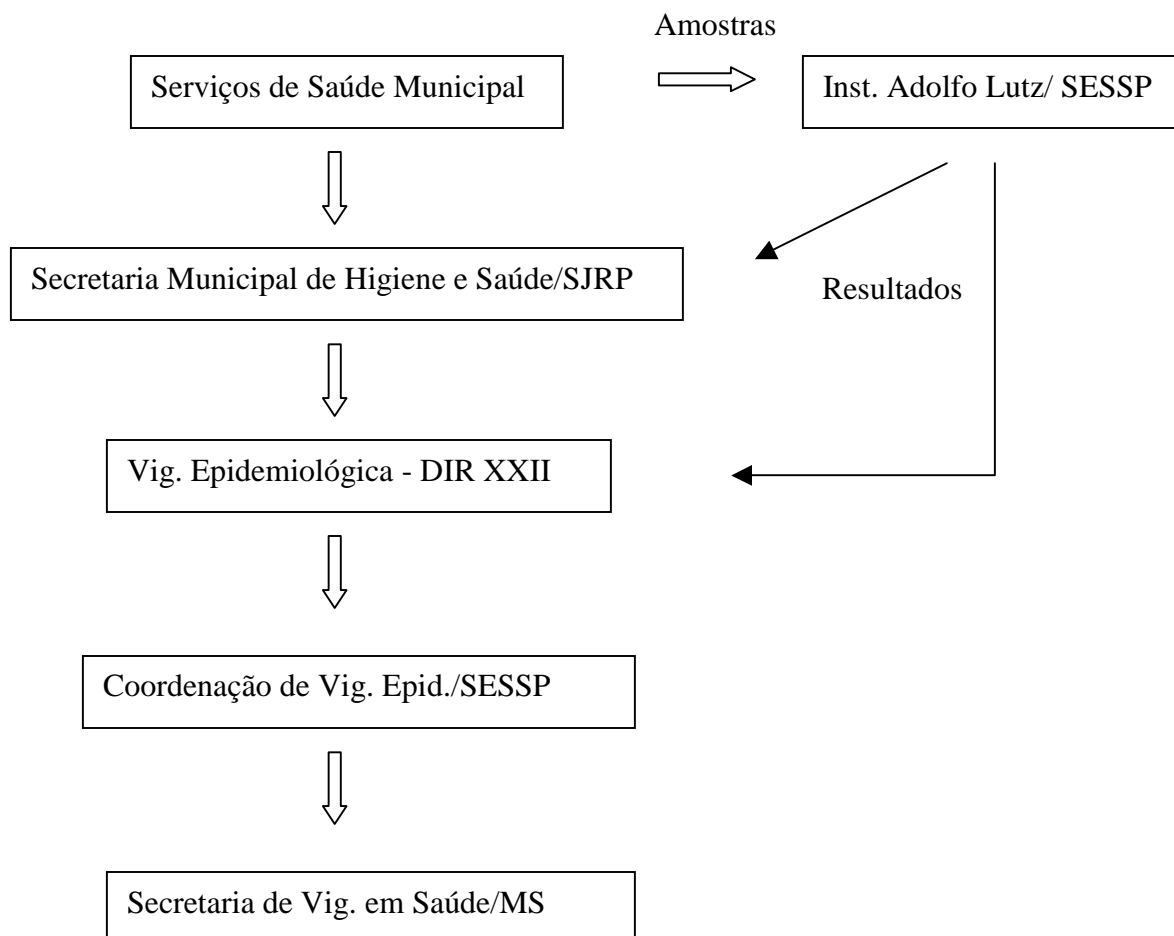 Amostras
Serviços de Saúde Municipal
Inst. Adolfo Lutz/ SESSP
Secretaria Municipal de Higiene e Saúde/SJRP
Resultados
Vig. Epidemiológica - DIR XXII
Coordenação de Vig. Epid./SESSP
Secretaria de Vig. em Saúde/MS